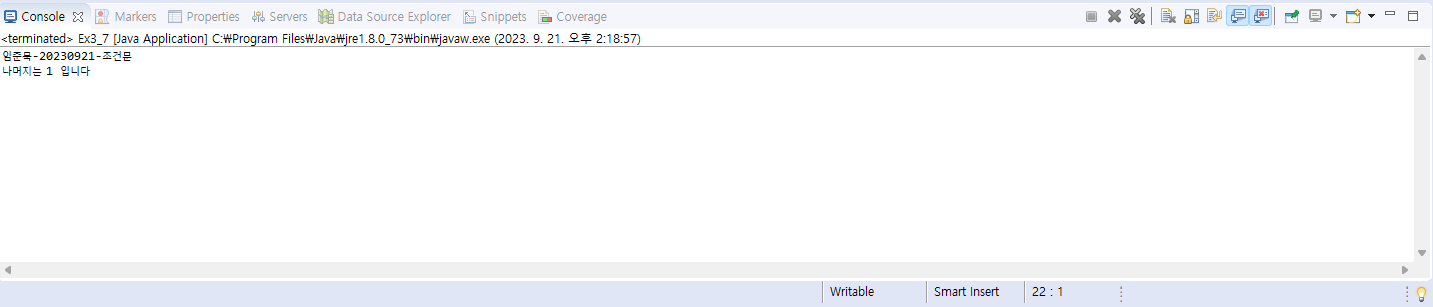 Console Markers Properties Servers Data Source Explorer Snippets Coverage
<terminated> Ex3_7 [Java Application] C:₩Program Files₩Java₩jre1.8.0_73₩bin₩javaw.exe (2023. 9. 21. 오후 2:18:57)
임준묵-20230921-조건문
나머지는 1 입니다
Writable Smart Insert 22 : 1